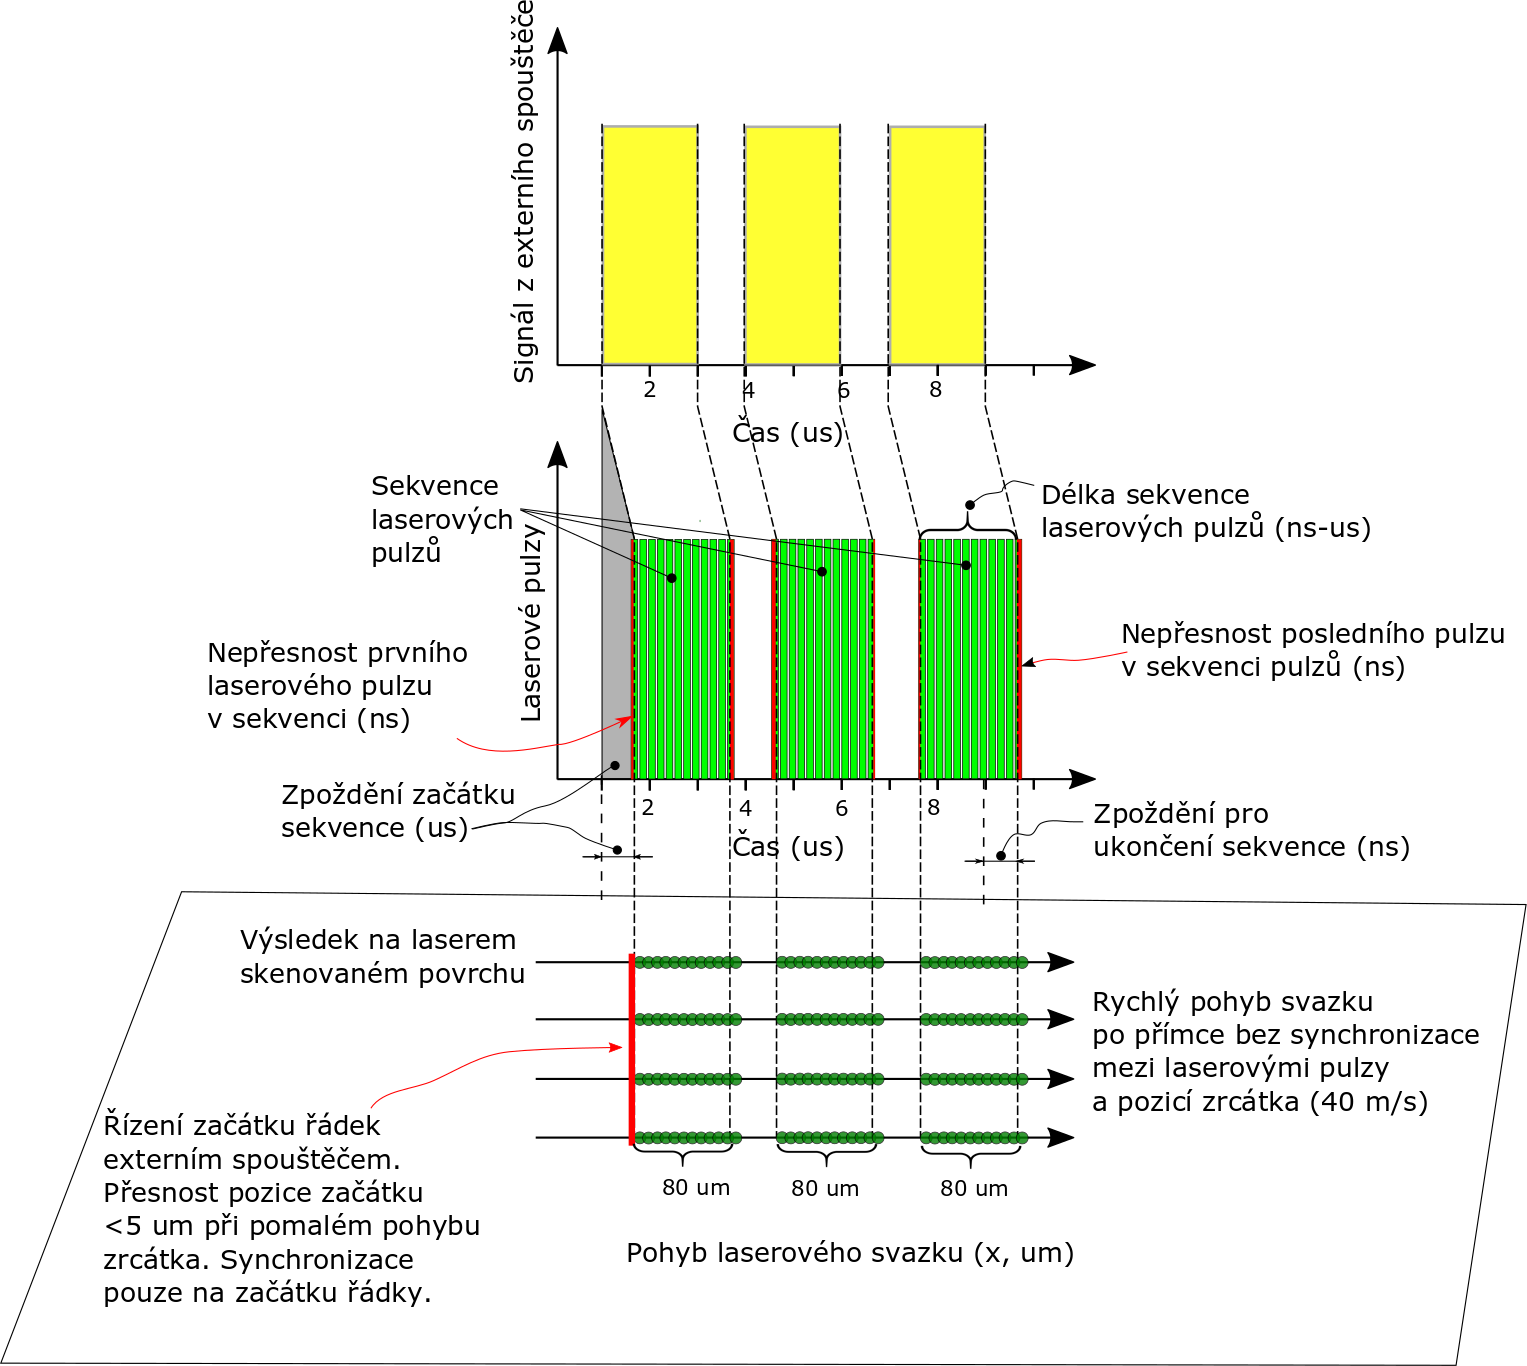 Signál z externího spouštěče
2
4
6
8
Čas (us)
Sekvence
laserových
pulzů
Délka sekvence
laserových pulzů (ns-us)
Laserové pulzy
Nepřesnost prvního
laserového pulzu
v sekvenci (ns)
Nepřesnost posledního pulzu
v sekvenci pulzů (ns)
Zpoždění začátku
sekvence (us)
2
4
6
8
Čas (us)
Zpoždění pro
ukončení sekvence (ns)
Výsledek na laserem
skenovaném povrchu
Rychlý pohyb svazku
po přímce bez synchronizace
mezi laserovými pulzy
a pozicí zrcátka (40 m/s)
Řízení začátku řádek
externím spouštěčem.
Přesnost pozice začátku
<5 um při pomalém pohybu
zrcátka. Synchronizace
pouze na začátku řádky.
80 um
80 um
80 um
Pohyb laserového svazku (x, um)